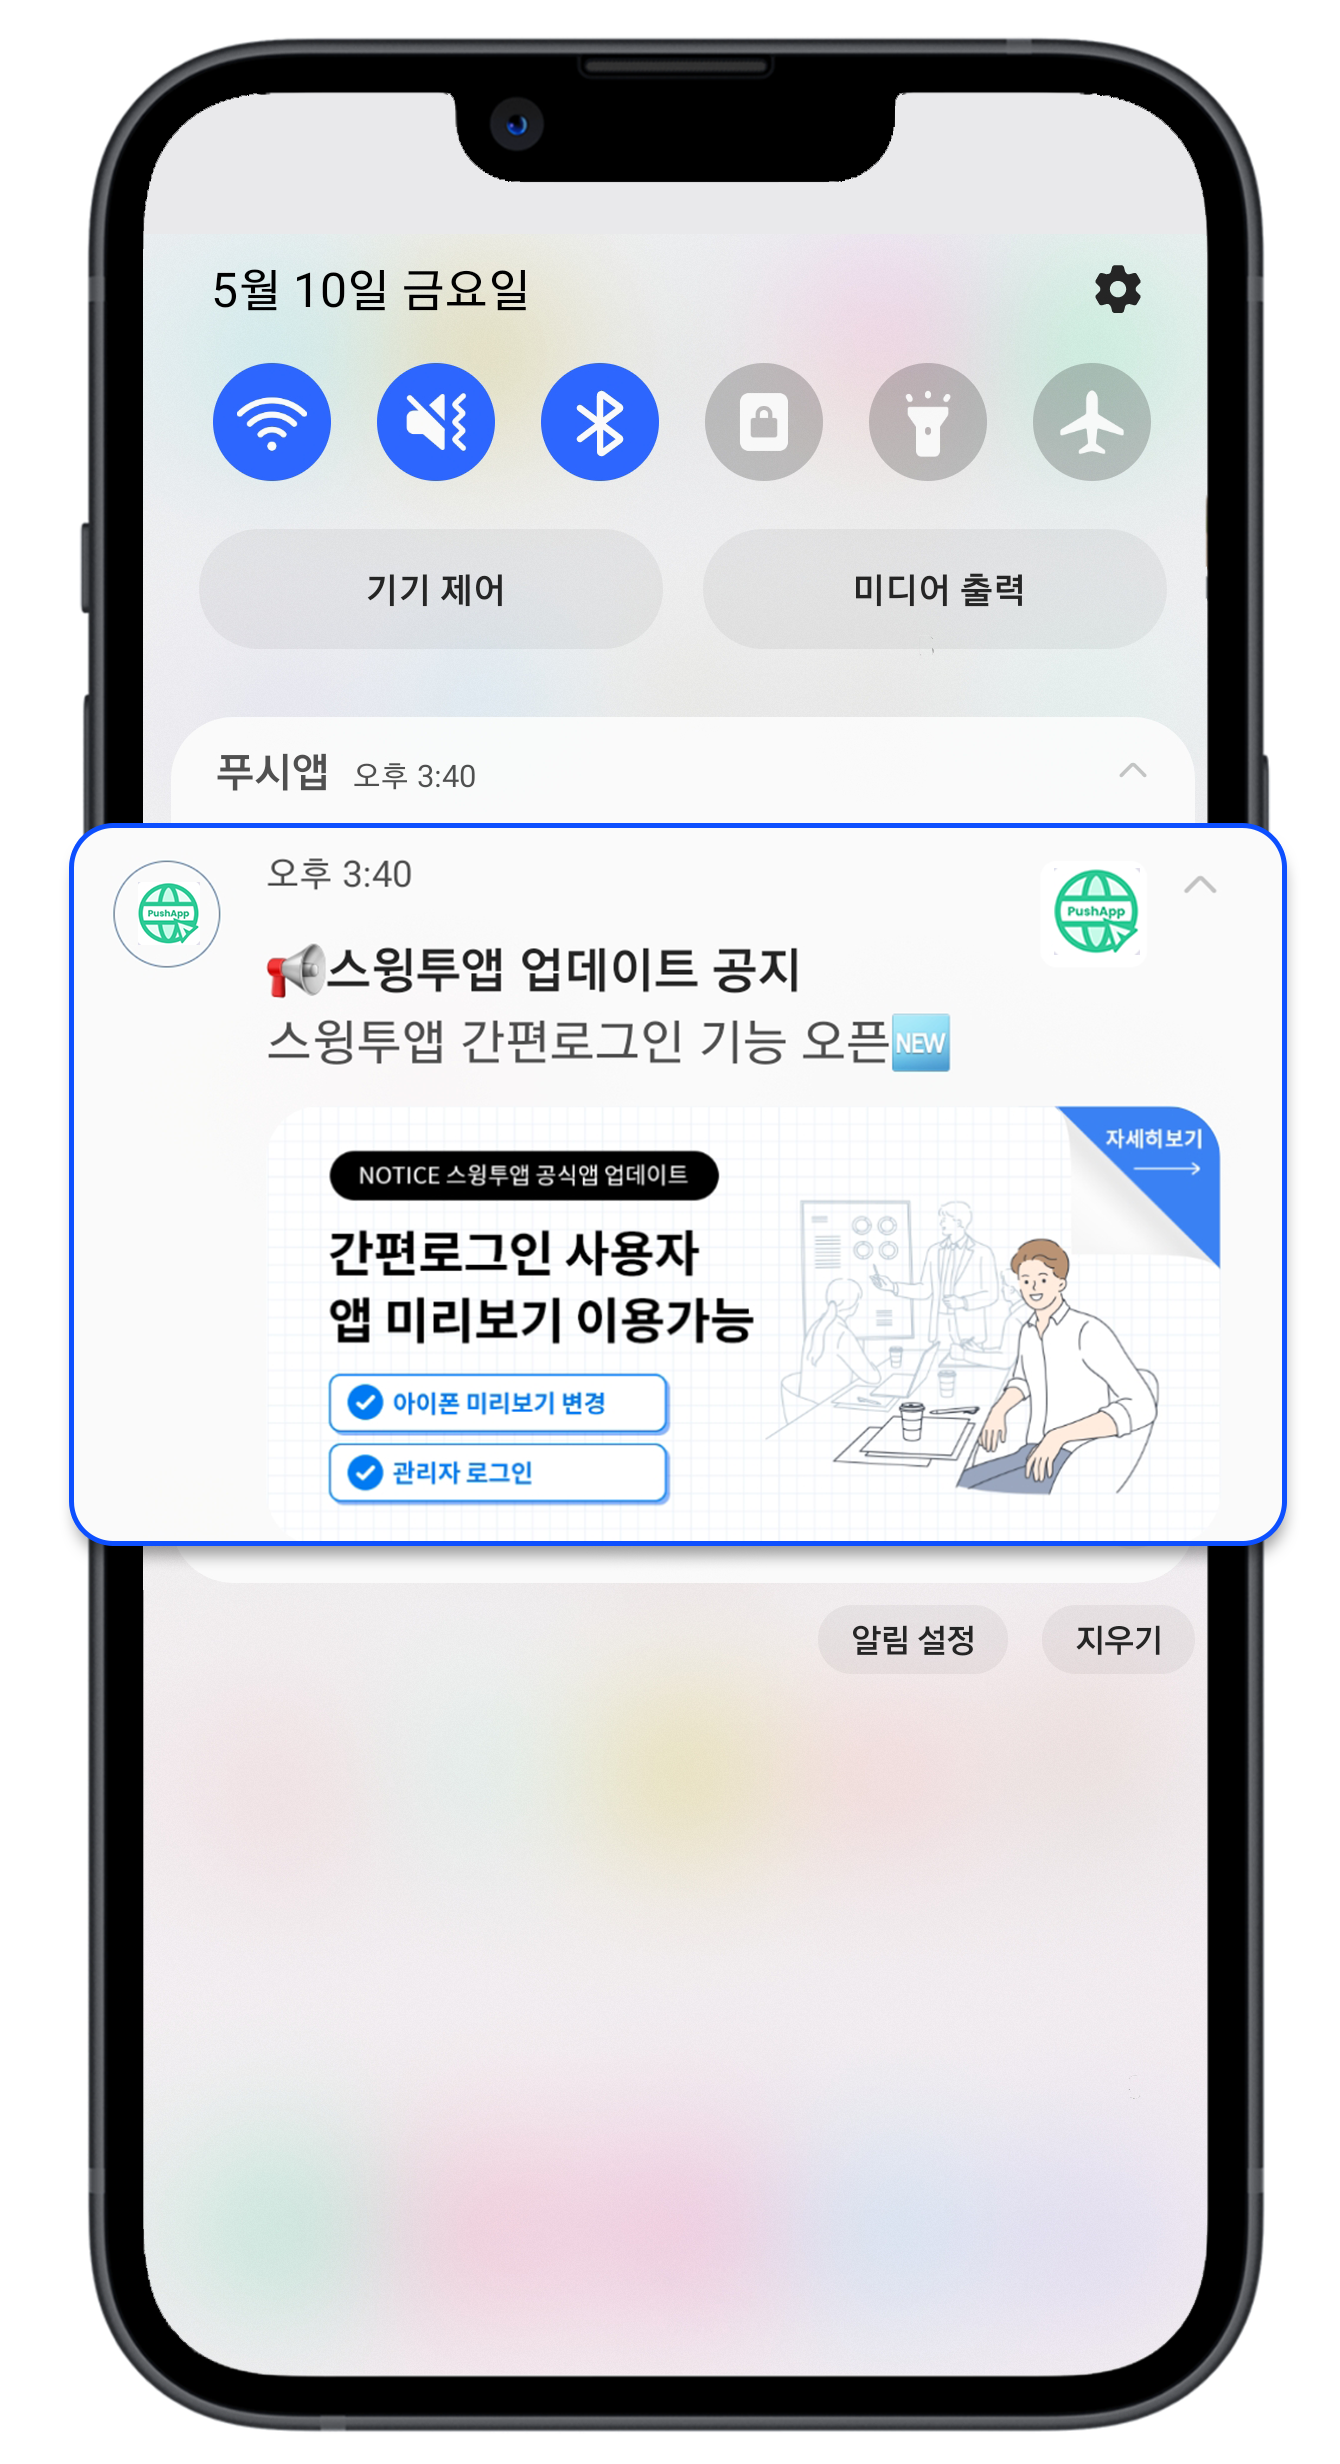 5월 10일 금요일
기기 제어
미디어 출력
푸시앱 오후 3:40
오후 3:40
PushApp
PushApp
📢스윙투앱 업데이트 공지
스윙투앱 간편로그인 기능 오픈🆕
자세히보기
NOTICE 스윙투앱 공식앱 업데이트
간편로그인 사용자
앱 미리보기 이용가능
아이폰 미리보기 변경
관리자 로그인
알림 설정
지우기